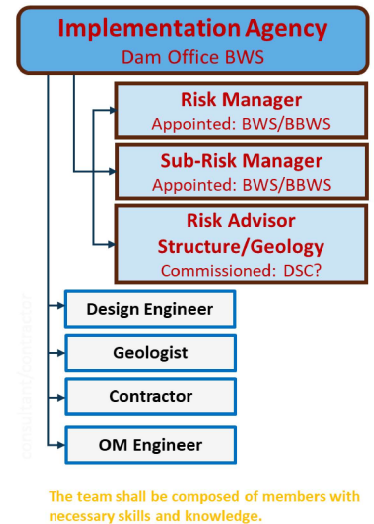 Implementation Agency
Dam Office BWS
Risk Manager
Appointed: BWS/BBWS
Sub-Risk Manager
Appointed: BWS/BBWS
Risk Advisor
Structure/Geology
Commissioned: DSC?
consultant/contractor
Design Engineer
Geologist
Contractor
OM Engineer
The team shall be composed of members with
necessary skills and knowledge.